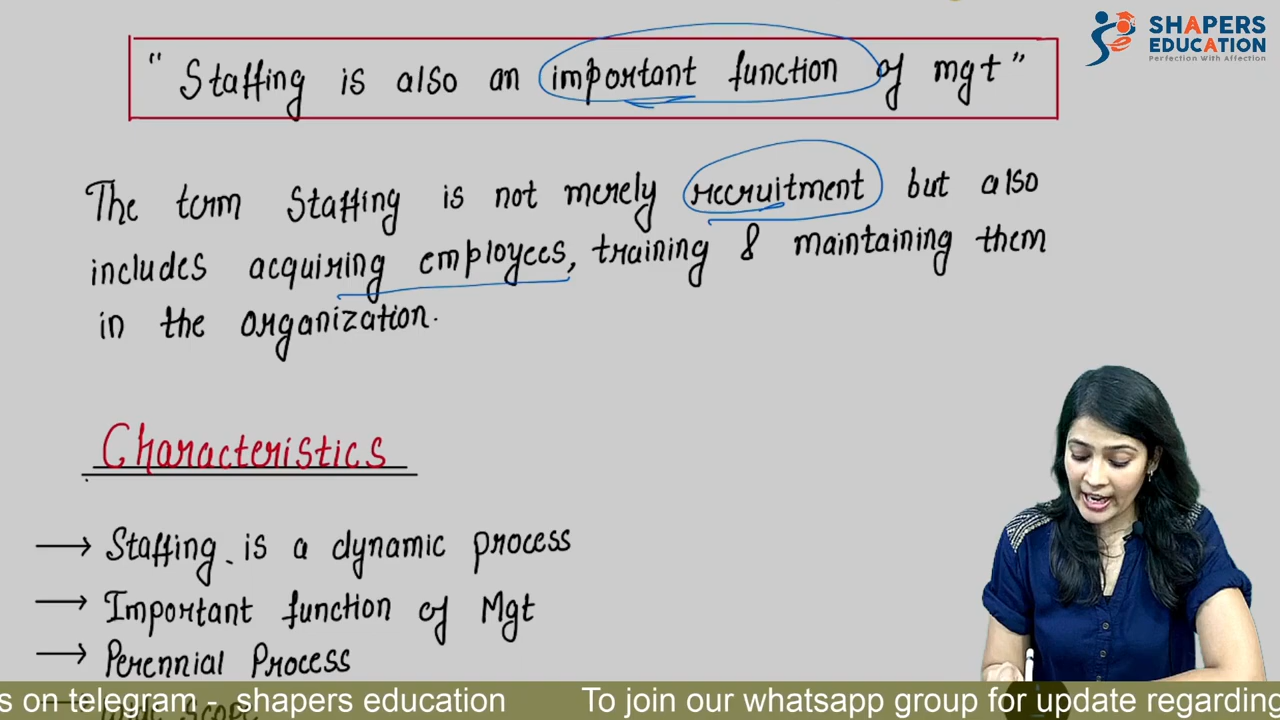 SHAPERS
EDUCATION
Perfection With Affection
" Staffing is also an important function of mgt "
The term Staffing is not merely recruitment but also
includes acquiring employees, training & maintaining them
in the organization.
Characteristics
→ Staffing is a dynamic process
→ Important function of Mgt
→ Perennial Process
Scope
s on telegram - shapers education To join our whatsapp group for update regarding